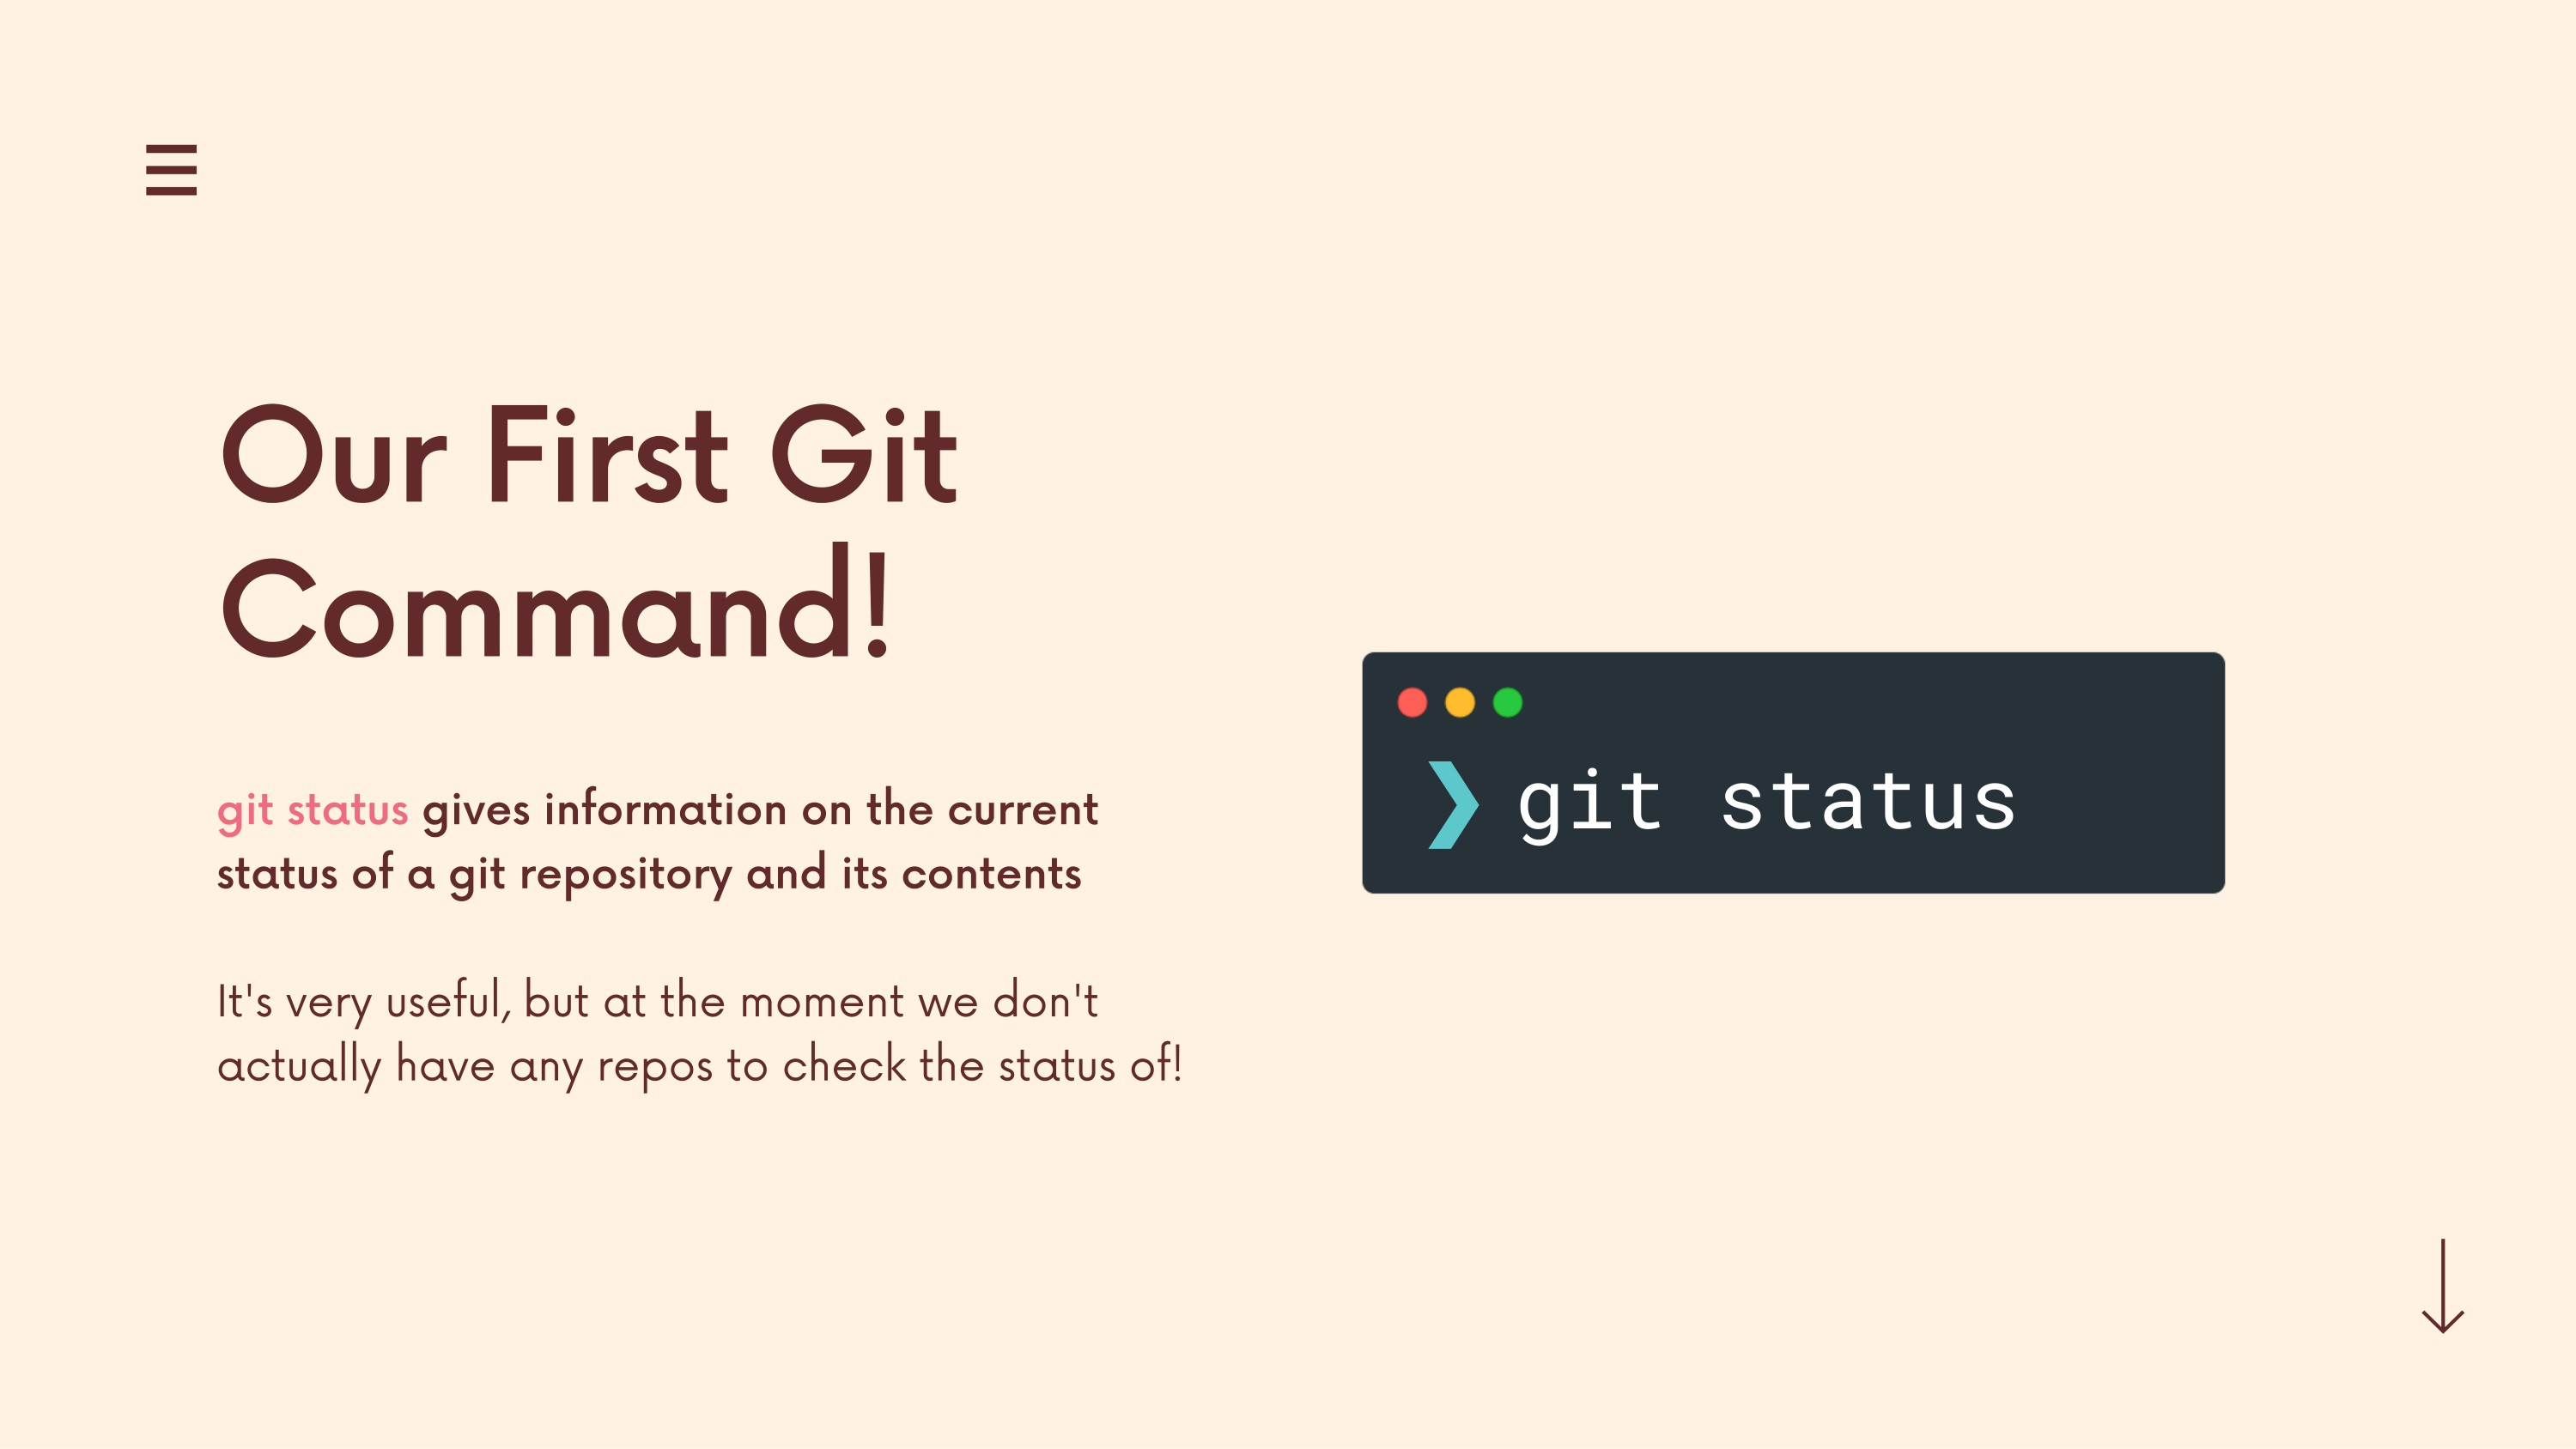 Our First Git
Command!
git status gives information on the current
status of a git repository and its contents
It's very useful, but at the moment we don't
actually have any repos to check the status of!
❯ git status